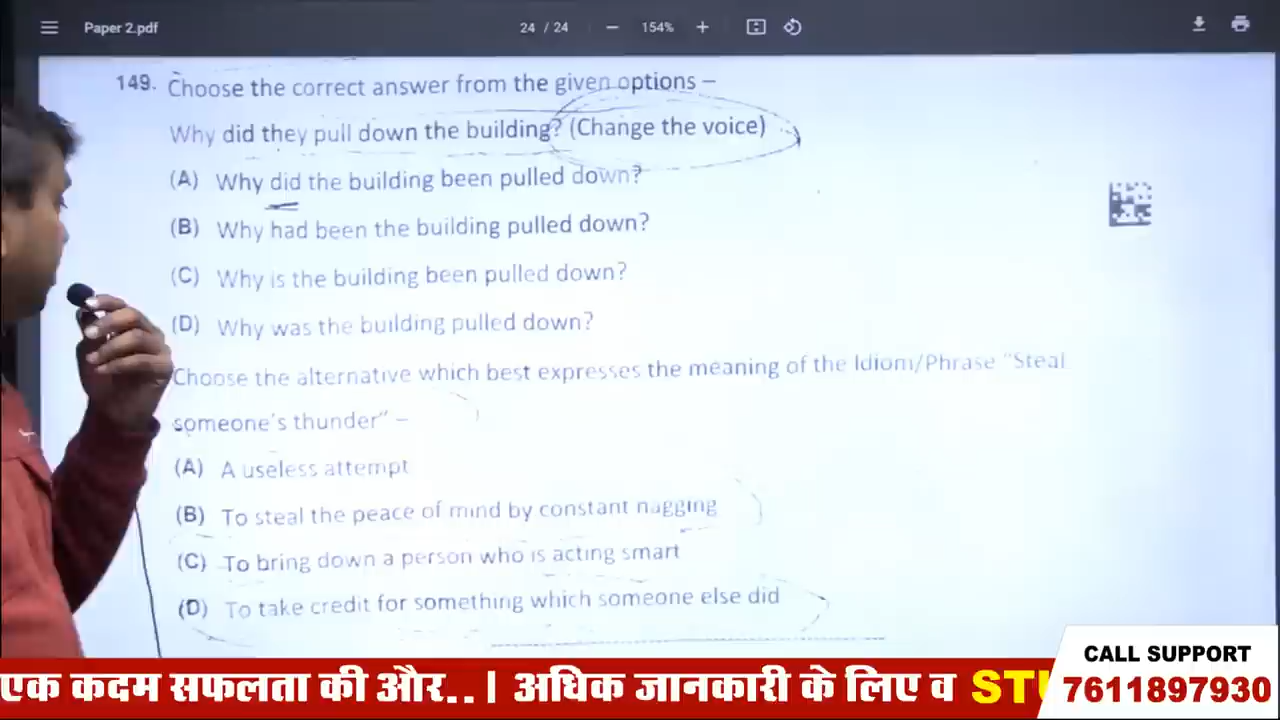 Paper 2.pdf
24 / 24
154%
149. Choose the correct answer from the given options –
Why did they pull down the building? (Change the voice)
(A) Why did the building been pulled down?
(B) Why had been the building pulled down?
(C) Why is the building been pulled down?
(D) Why was the building pulled down?
Choose the alternative which best expresses the meaning of the Idiom/Phrase "Steal
someone's thunder" –
(A) A useless attempt
(B) To steal the peace of mind by constant nagging
(C) To bring down a person who is acting smart
(D) To take credit for something which someone else did
एक कदम सफलता की और.. । अधिक जानकारी के लिए व
CALL SUPPORT
7611897930